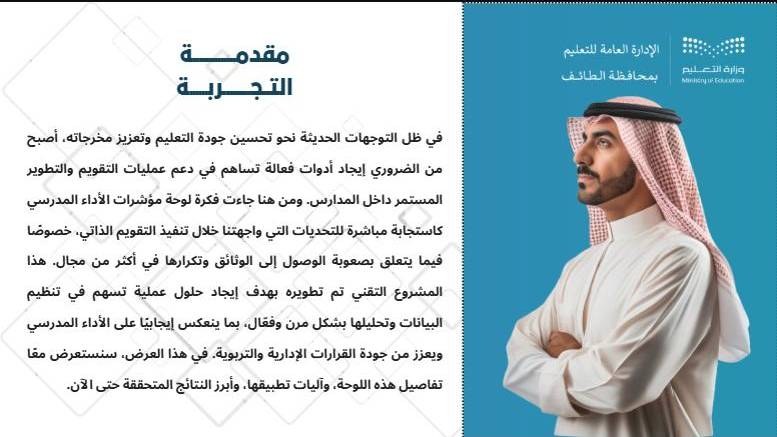 وزارة التعليم
Ministry of Education
الإدارة العامة للتعليم
بمحافظة الطائف
مقدمة
التجربة
في ظل التوجهات الحديثة نحو تحسين جودة التعليم وتعزيز مخرجاته، أصبح
من الضروري إيجاد أدوات فعالة تساهم في دعم عمليات التقويم والتطوير
المستمر داخل المدارس. ومن هنا جاءت فكرة لوحة مؤشرات الأداء المدرسي
كاستجابة مباشرة للتحديات التي واجهتنا خلال تنفيذ التقويم الذاتي، خصوصًا
فيما يتعلق بصعوبة الوصول إلى الوثائق وتكرارها في أكثر من مجال. هذا
المشروع التقني تم تطويره بهدف إيجاد حلول عملية تسهم في تنظيم
البيانات وتحليلها بشكل مرن وفعّال، بما ينعكس إيجابيًا على الأداء المدرسي
ويعزز من جودة القرارات الإدارية والتربوية. في هذا العرض، سنستعرض معًا
تفاصيل هذه اللوحة، وآليات تطبيقها، وأبرز النتائج المتحققة حتى الآن.